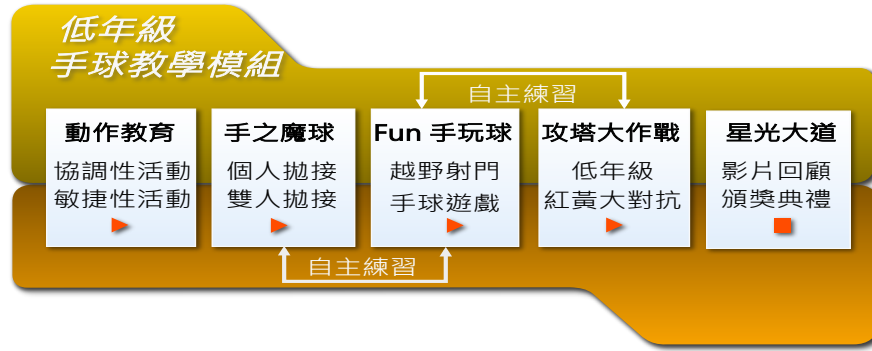 低年級
手球教學模組
自主練習
動作教育
協調性活動
敏捷性活動
手之魔球
個人拋接
雙人拋接
Fun 手玩球
越野射門
手球遊戲
攻塔大作戰
低年級
紅黃大對抗
星光大道
影片回顧
頒獎典禮
自主練習